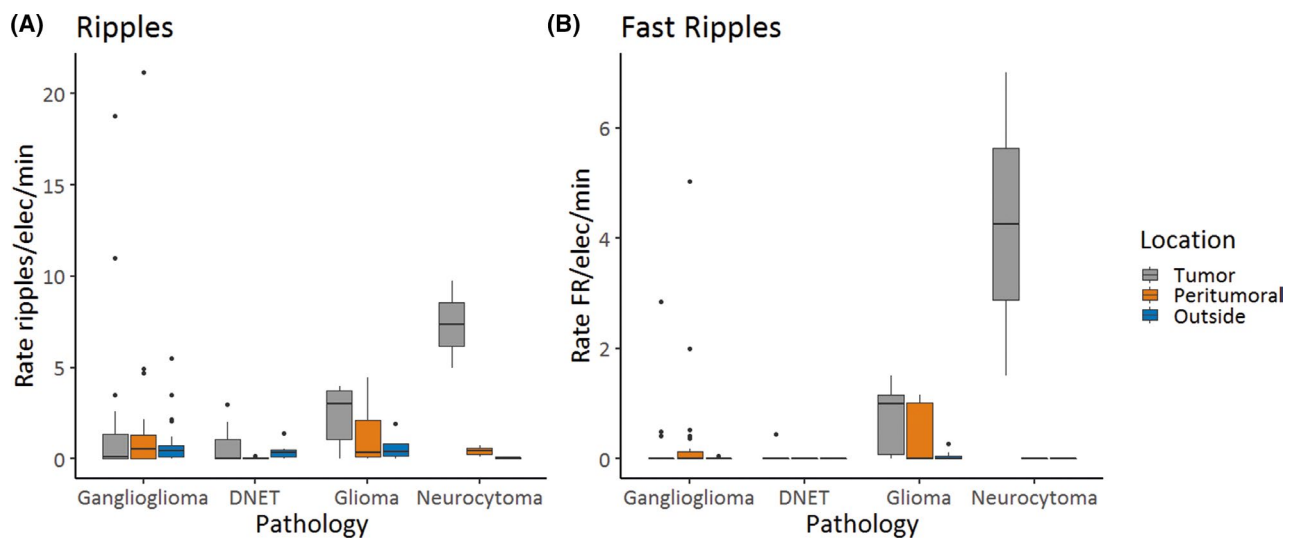 (A) Ripples
Rate ripples/elec/min
20
15
10
5
0
Ganglioglioma DNET Glioma Neurocytoma
Pathology
(B) Fast Ripples
Rate FR/elec/min
6
4
2
0
Ganglioglioma DNET Glioma Neurocytoma
Pathology
Location
Tumor
Peritumoral
Outside